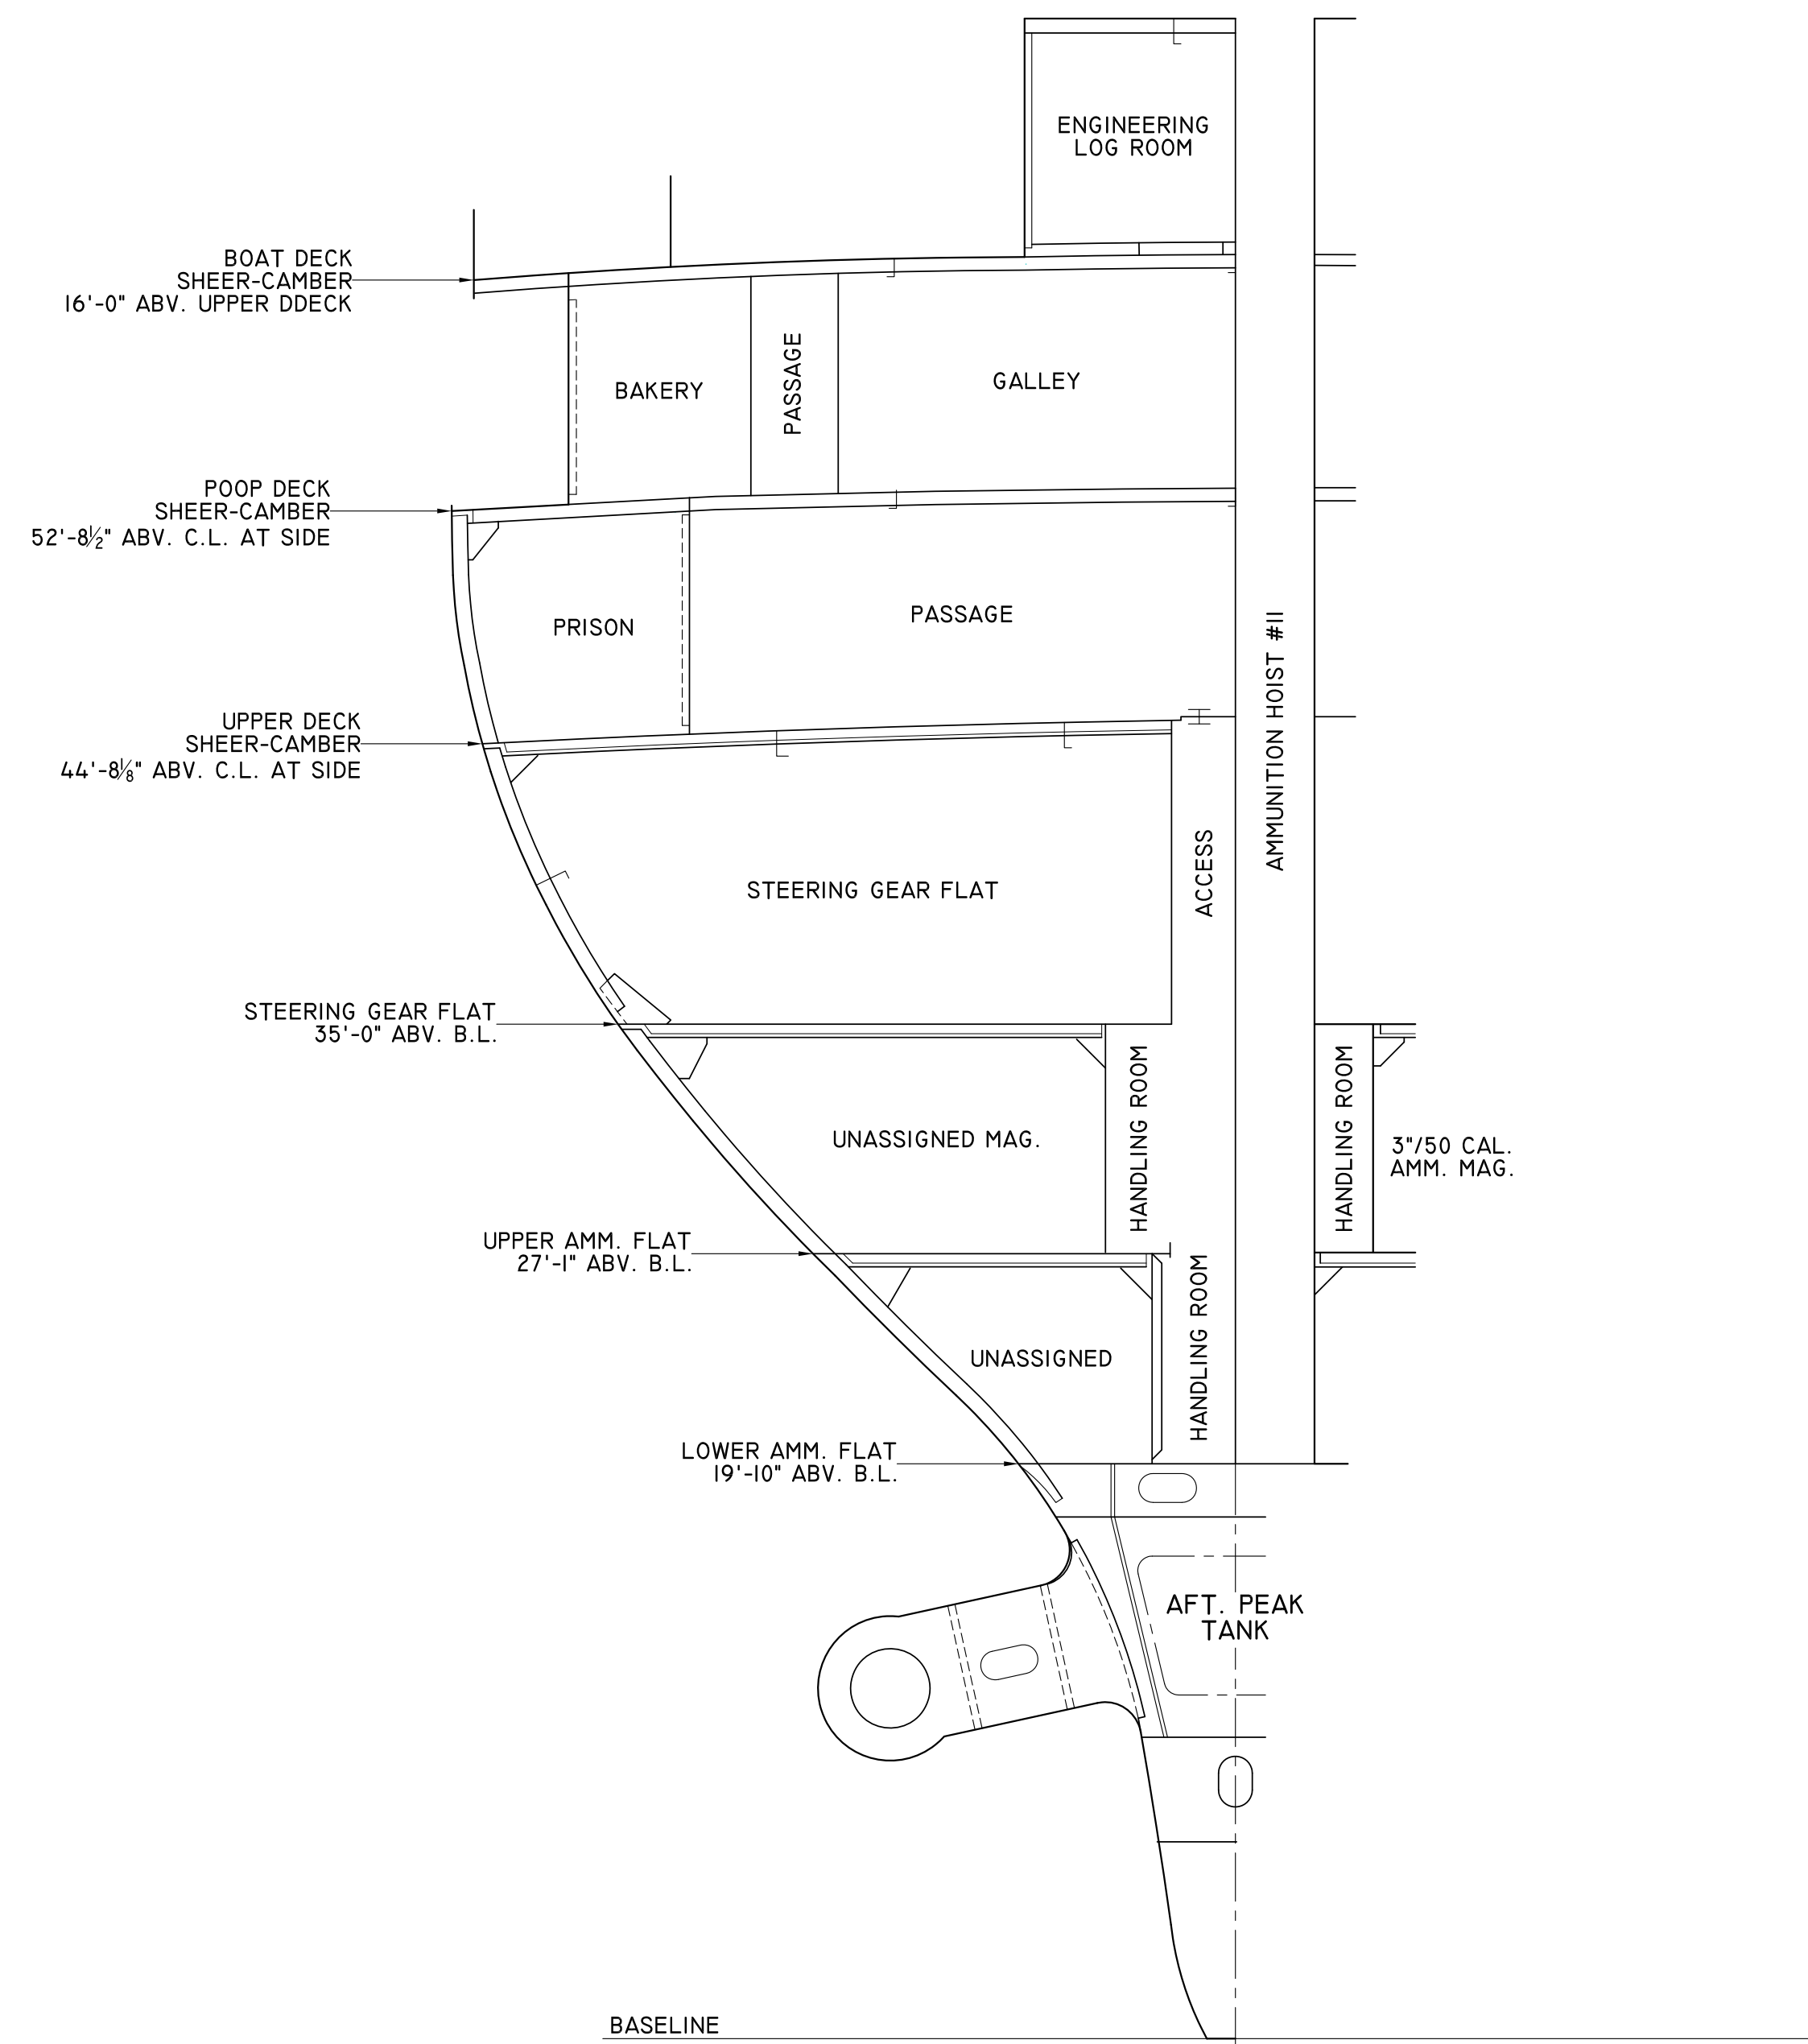 ENGINEERING
LOG ROOM
BOAT DECK
SHEER-CAMBER
16'-0" ABV. UPPER DDECK
BAKERY
PASSAGE
GALLEY
POOP DECK
SHEER-CAMBER
52'-8½" ABV. C.L. AT SIDE
PRISON
PASSAGE
AMMUNITION HOIST #11
UPPER DECK
SHEER-CAMBER
44'-8⅛" ABV. C.L. AT SIDE
STEERING GEAR FLAT
ACCESS
STEERING GEAR FLAT
35'-0" ABV. B.L.
UNASSIGNED MAG.
HANDLING ROOM
HANDLING ROOM
3"/50 CAL.
AMM. MAG.
UPPER AMM. FLAT
27'-1" ABV. B.L.
UNASSIGNED
HANDLING ROOM
LOWER AMM. FLAT
19'-10" ABV. B.L.
AFT. PEAK
TANK
BASELINE